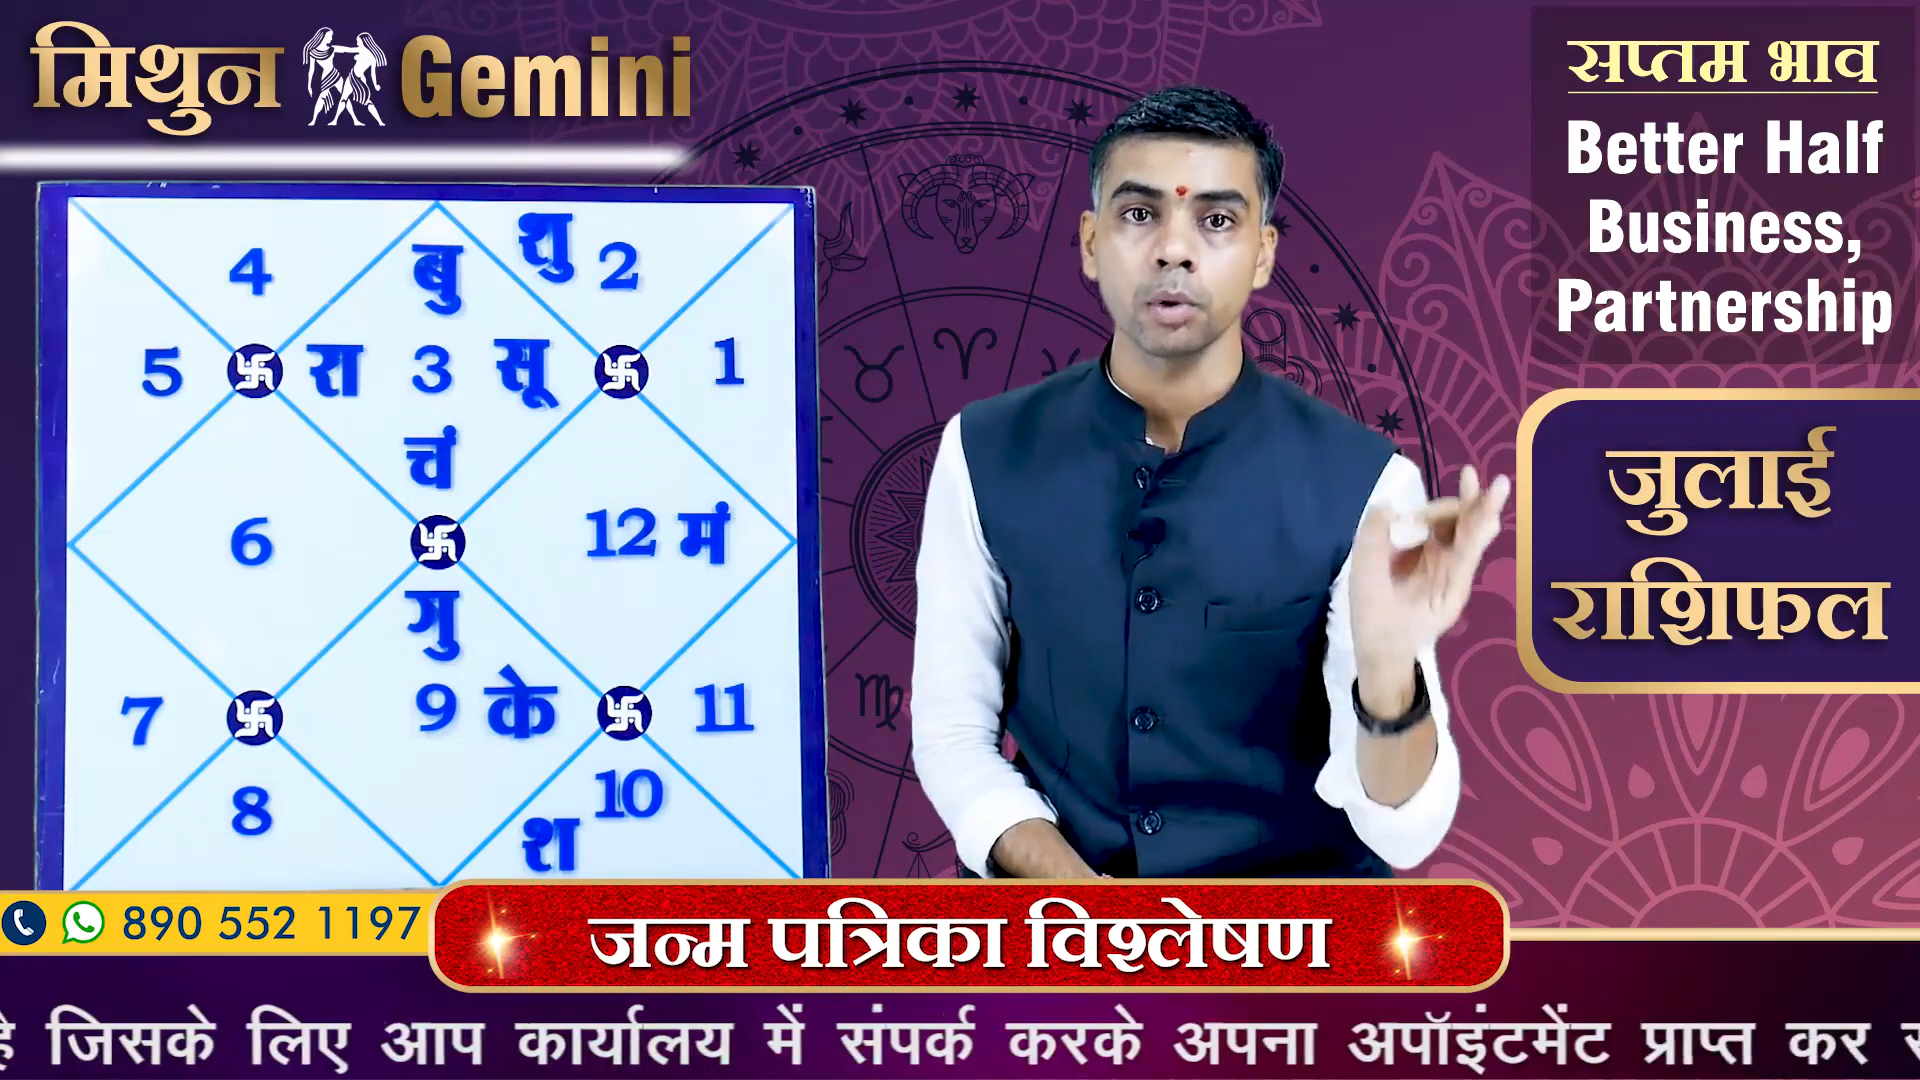 मिथुन Gemini
सप्तम भाव
Better Half
Business,
Partnership
जुलाई
राशिफल
शु
4 बु 2
5 रा 3 सू 1
चं
6 12 मं
गु
7 9 के 11
8 10
श
890 552 1197
जन्म पत्रिका विश्लेषण
जिसके लिए आप कार्यालय में संपर्क करके अपना अपॉइंटमेंट प्राप्त कर